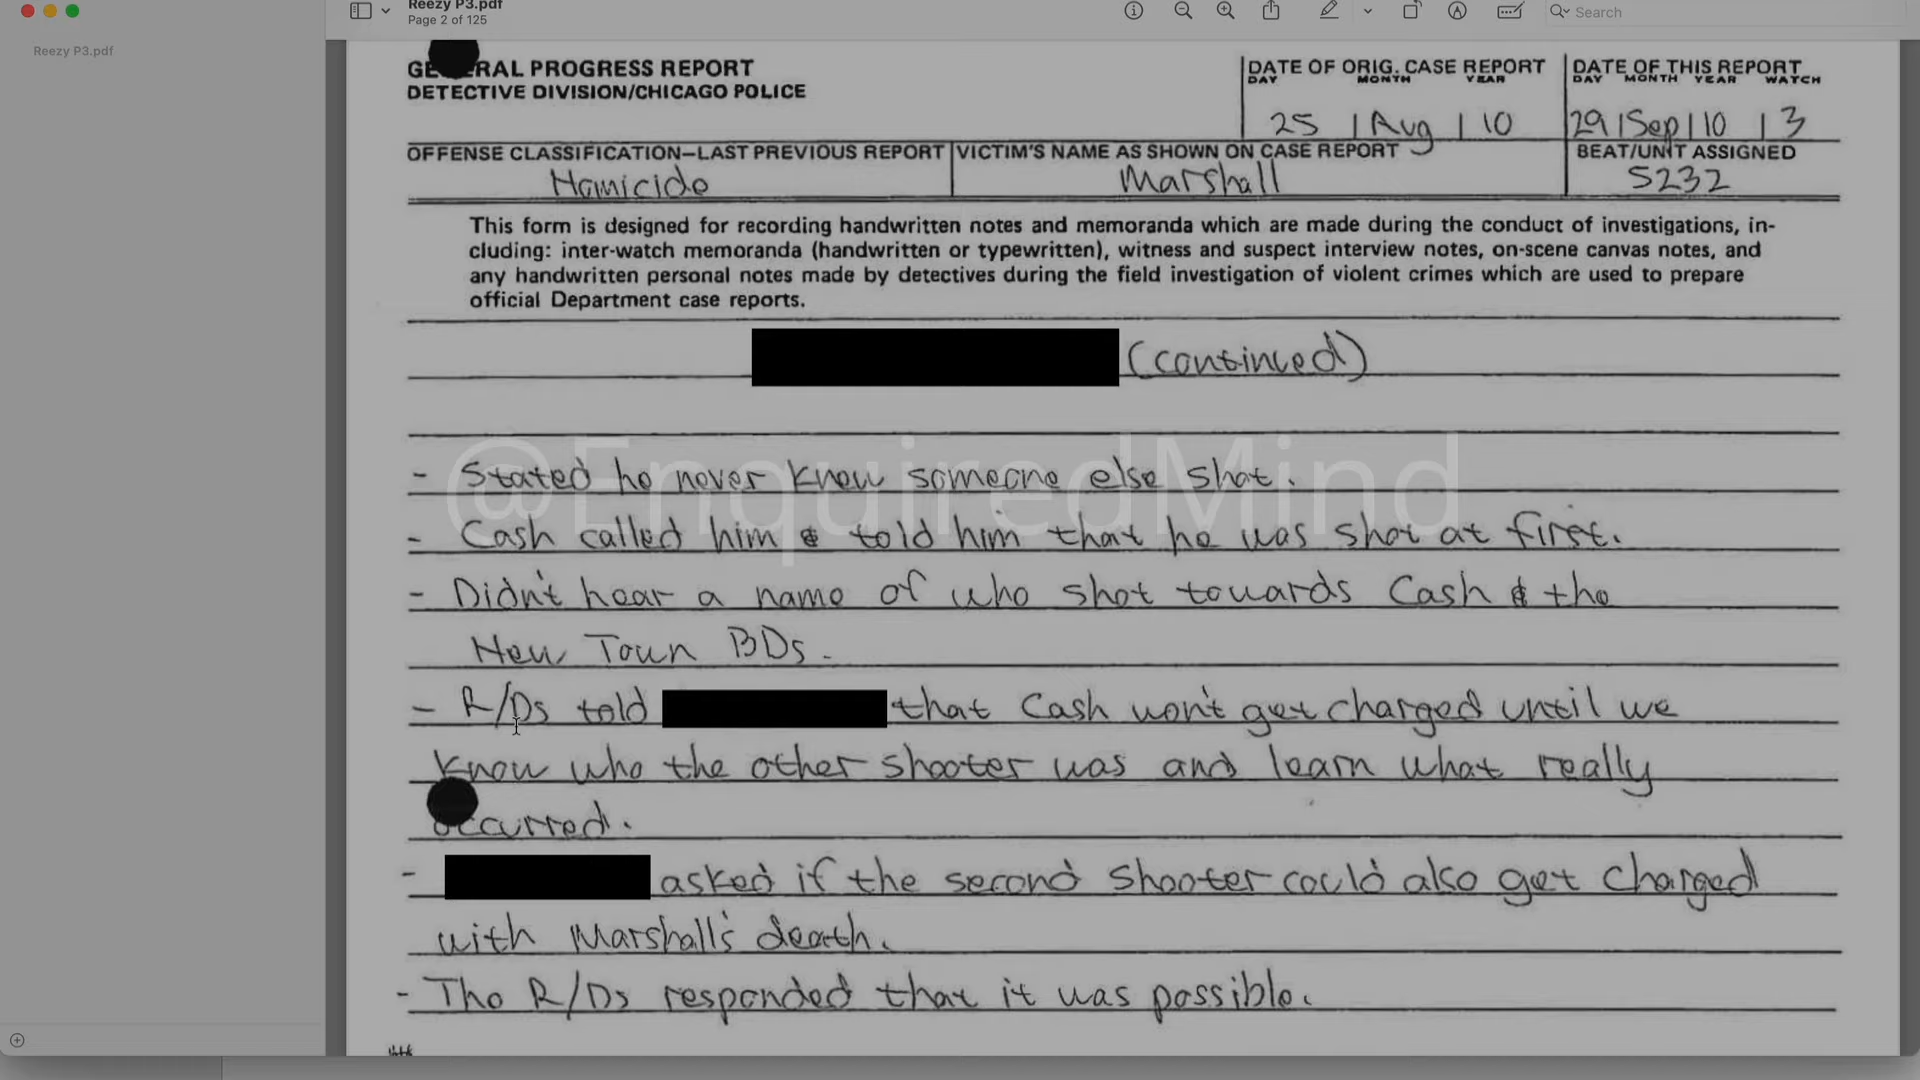 Reezy P3.pdf
Page 2 of 125
Search
Reezy P3.pdf
GENERAL PROGRESS REPORT
DETECTIVE DIVISION/CHICAGO POLICE
DATE OF ORIG. CASE REPORT
DAY MONTH YEAR
25 Aug 10
DATE OF THIS REPORT
DAY MONTH YEAR WATCH
29 Sep 10 3
OFFENSE CLASSIFICATION—LAST PREVIOUS REPORT
Homicide
VICTIM'S NAME AS SHOWN ON CASE REPORT
Marshall
BEAT/UNIT ASSIGNED
5232
This form is designed for recording handwritten notes and memoranda which are made during the conduct of investigations, in-
cluding: inter-watch memoranda (handwritten or typewritten), witness and suspect interview notes, on-scene canvas notes, and
any handwritten personal notes made by detectives during the field investigation of violent crimes which are used to prepare
official Department case reports.
(continued)
@EnquiredMind
- Stated he never knew someone else shot.
- Cash called him & told him that he was shot at first.
- Didn't hear a name of who shot towards Cash & the
New Town BDs.
- R/Ds told that Cash won't get charged until we
know who the other shooter was and learn what really
occurred.
- asked if the second shooter could also get charged
with Marshall's death.
- The R/Ds responded that it was possible.